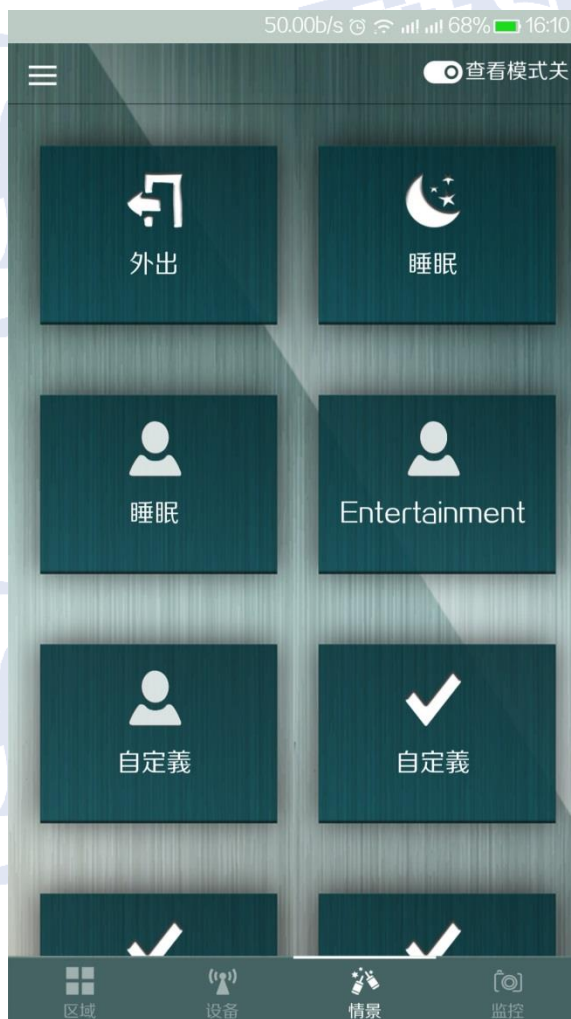 50.00b/s 68% 16:10
查看模式关
外出
睡眠
睡眠
Entertainment
自定義
自定義
区域
设备
情景
监控